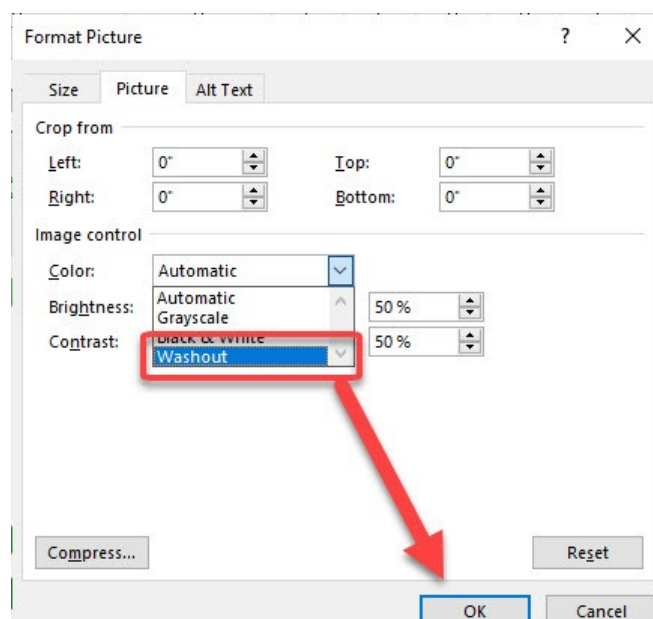 Format Picture ? ×
Size Picture Alt Text
Crop from
Left: 0" Top: 0"
Right: 0" Bottom: 0"
Image control
Color: Automatic
Automatic
Grayscale
Brightness: 50 %
Black & White
Contrast: 50 %
Washout
Compress... Reset
OK Cancel